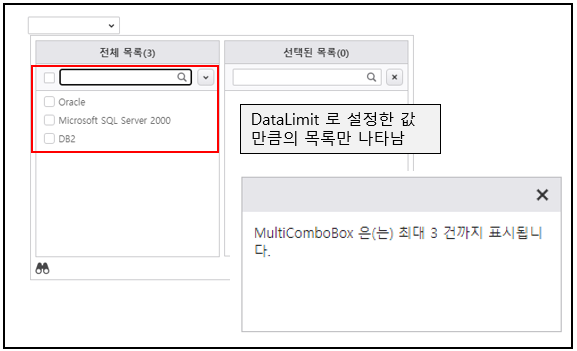 전체 목록(3)
선택된 목록(0)
Oracle
Microsoft SQL Server 2000
DB2
DataLimit 로 설정한 값
만큼의 목록만 나타남
MultiComboBox 은(는) 최대 3 건까지 표시됩니
다.